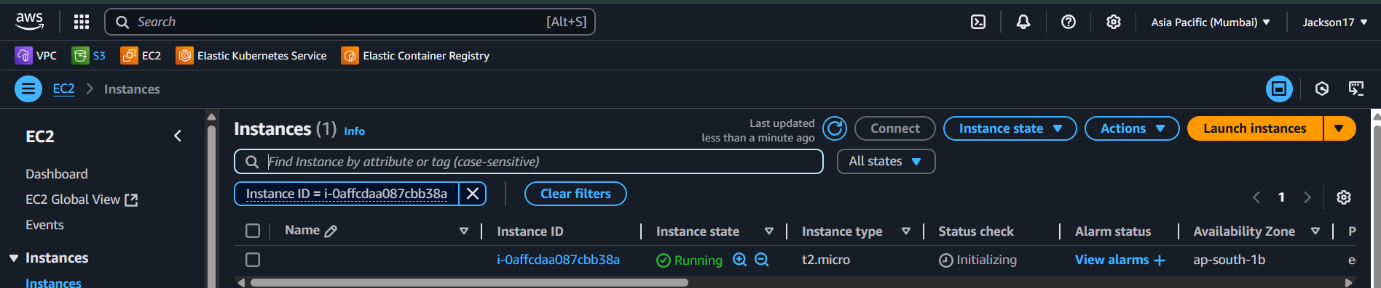 aws Search [Alt+S] Asia Pacific (Mumbai) Jackson17
VPC S3 EC2 Elastic Kubernetes Service Elastic Container Registry
EC2 > Instances
EC2
Dashboard
EC2 Global View
Events
Instances
Instances
Instances (1) Info
Last updated
less than a minute ago
Connect Instance state Actions Launch instances
Find Instance by attribute or tag (case-sensitive) All states
Instance ID = i-0affcdaa087cbb38a Clear filters
1
Name Instance ID Instance state Instance type Status check Alarm status Availability Zone P
i-0affcdaa087cbb38a Running t2.micro Initializing View alarms + ap-south-1b e